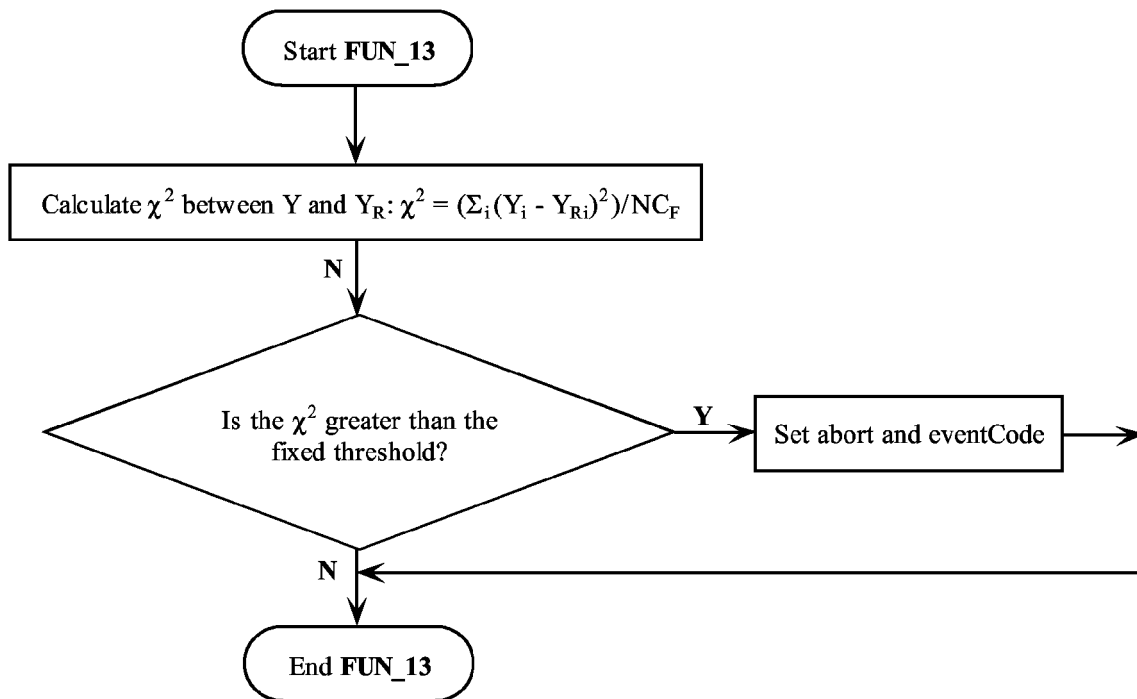 Start FUN_13
Calculate χ² between Y and Y_R: χ² = (Σ_i(Y_i - Y_Ri)²)/NC_F
N
Is the χ² greater than the
fixed threshold?
Y
Set abort and eventCode
N
End FUN_13